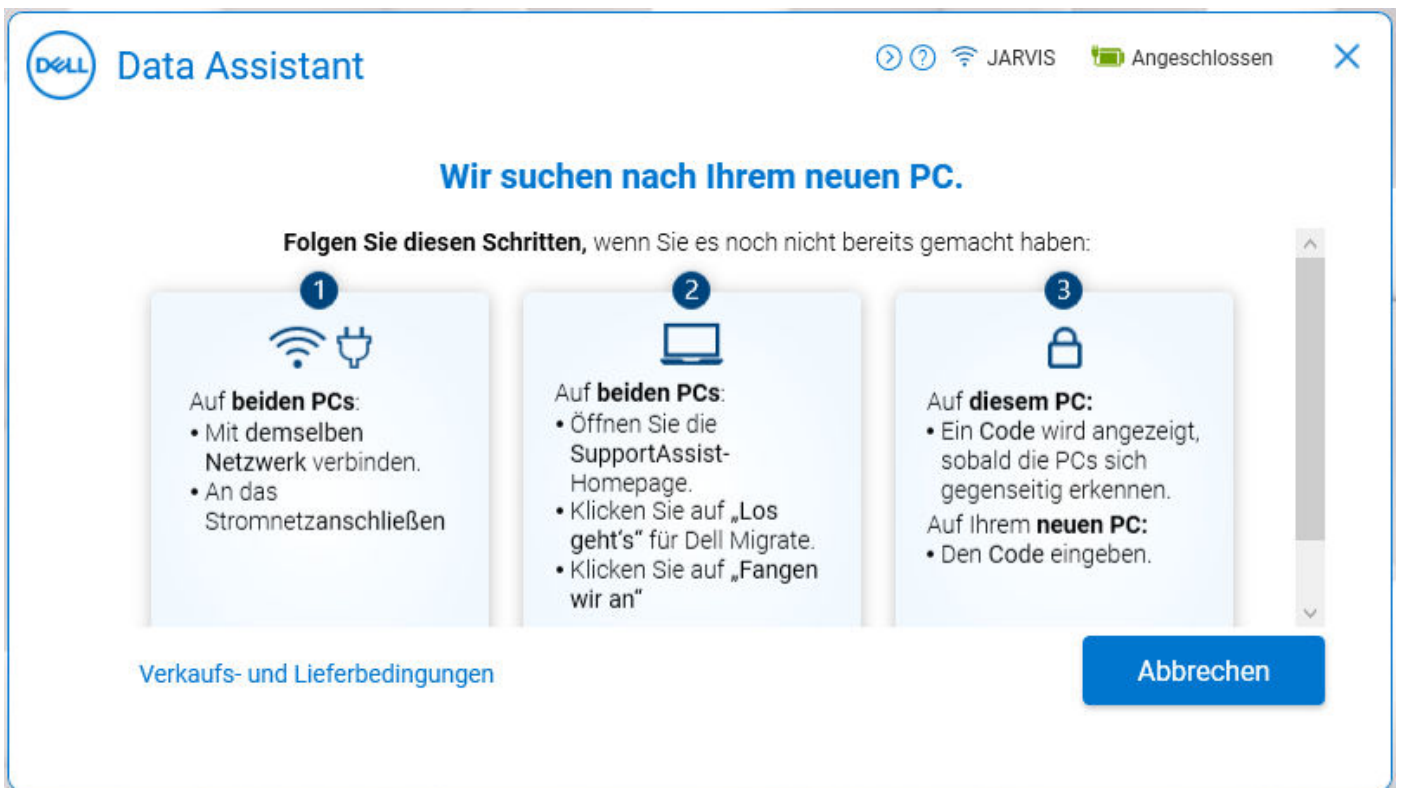 DELL
Data Assistant
JARVIS
Angeschlossen
Wir suchen nach Ihrem neuen PC.
Folgen Sie diesen Schritten, wenn Sie es noch nicht bereits gemacht haben:
1
Auf beiden PCs:
• Mit demselben
Netzwerk verbinden.
• An das
Stromnetzanschließen
2
Auf beiden PCs:
• Öffnen Sie die
SupportAssist-
Homepage.
• Klicken Sie auf „Los
geht’s“ für Dell Migrate.
• Klicken Sie auf „Fangen
wir an“
3
Auf diesem PC:
• Ein Code wird angezeigt,
sobald die PCs sich
gegenseitig erkennen.
Auf Ihrem neuen PC:
• Den Code eingeben.
Verkaufs- und Lieferbedingungen
Abbrechen